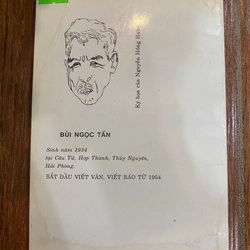 Ký họa của Nguyễn Hồng Hưng
BÙI NGỌC TẤN
Sinh năm 1934
tại Câu Tử, Hợp Thành, Thủy Nguyên,
Hải Phòng.
BẮT ĐẦU VIẾT VĂN, VIẾT BÁO TỪ 1954